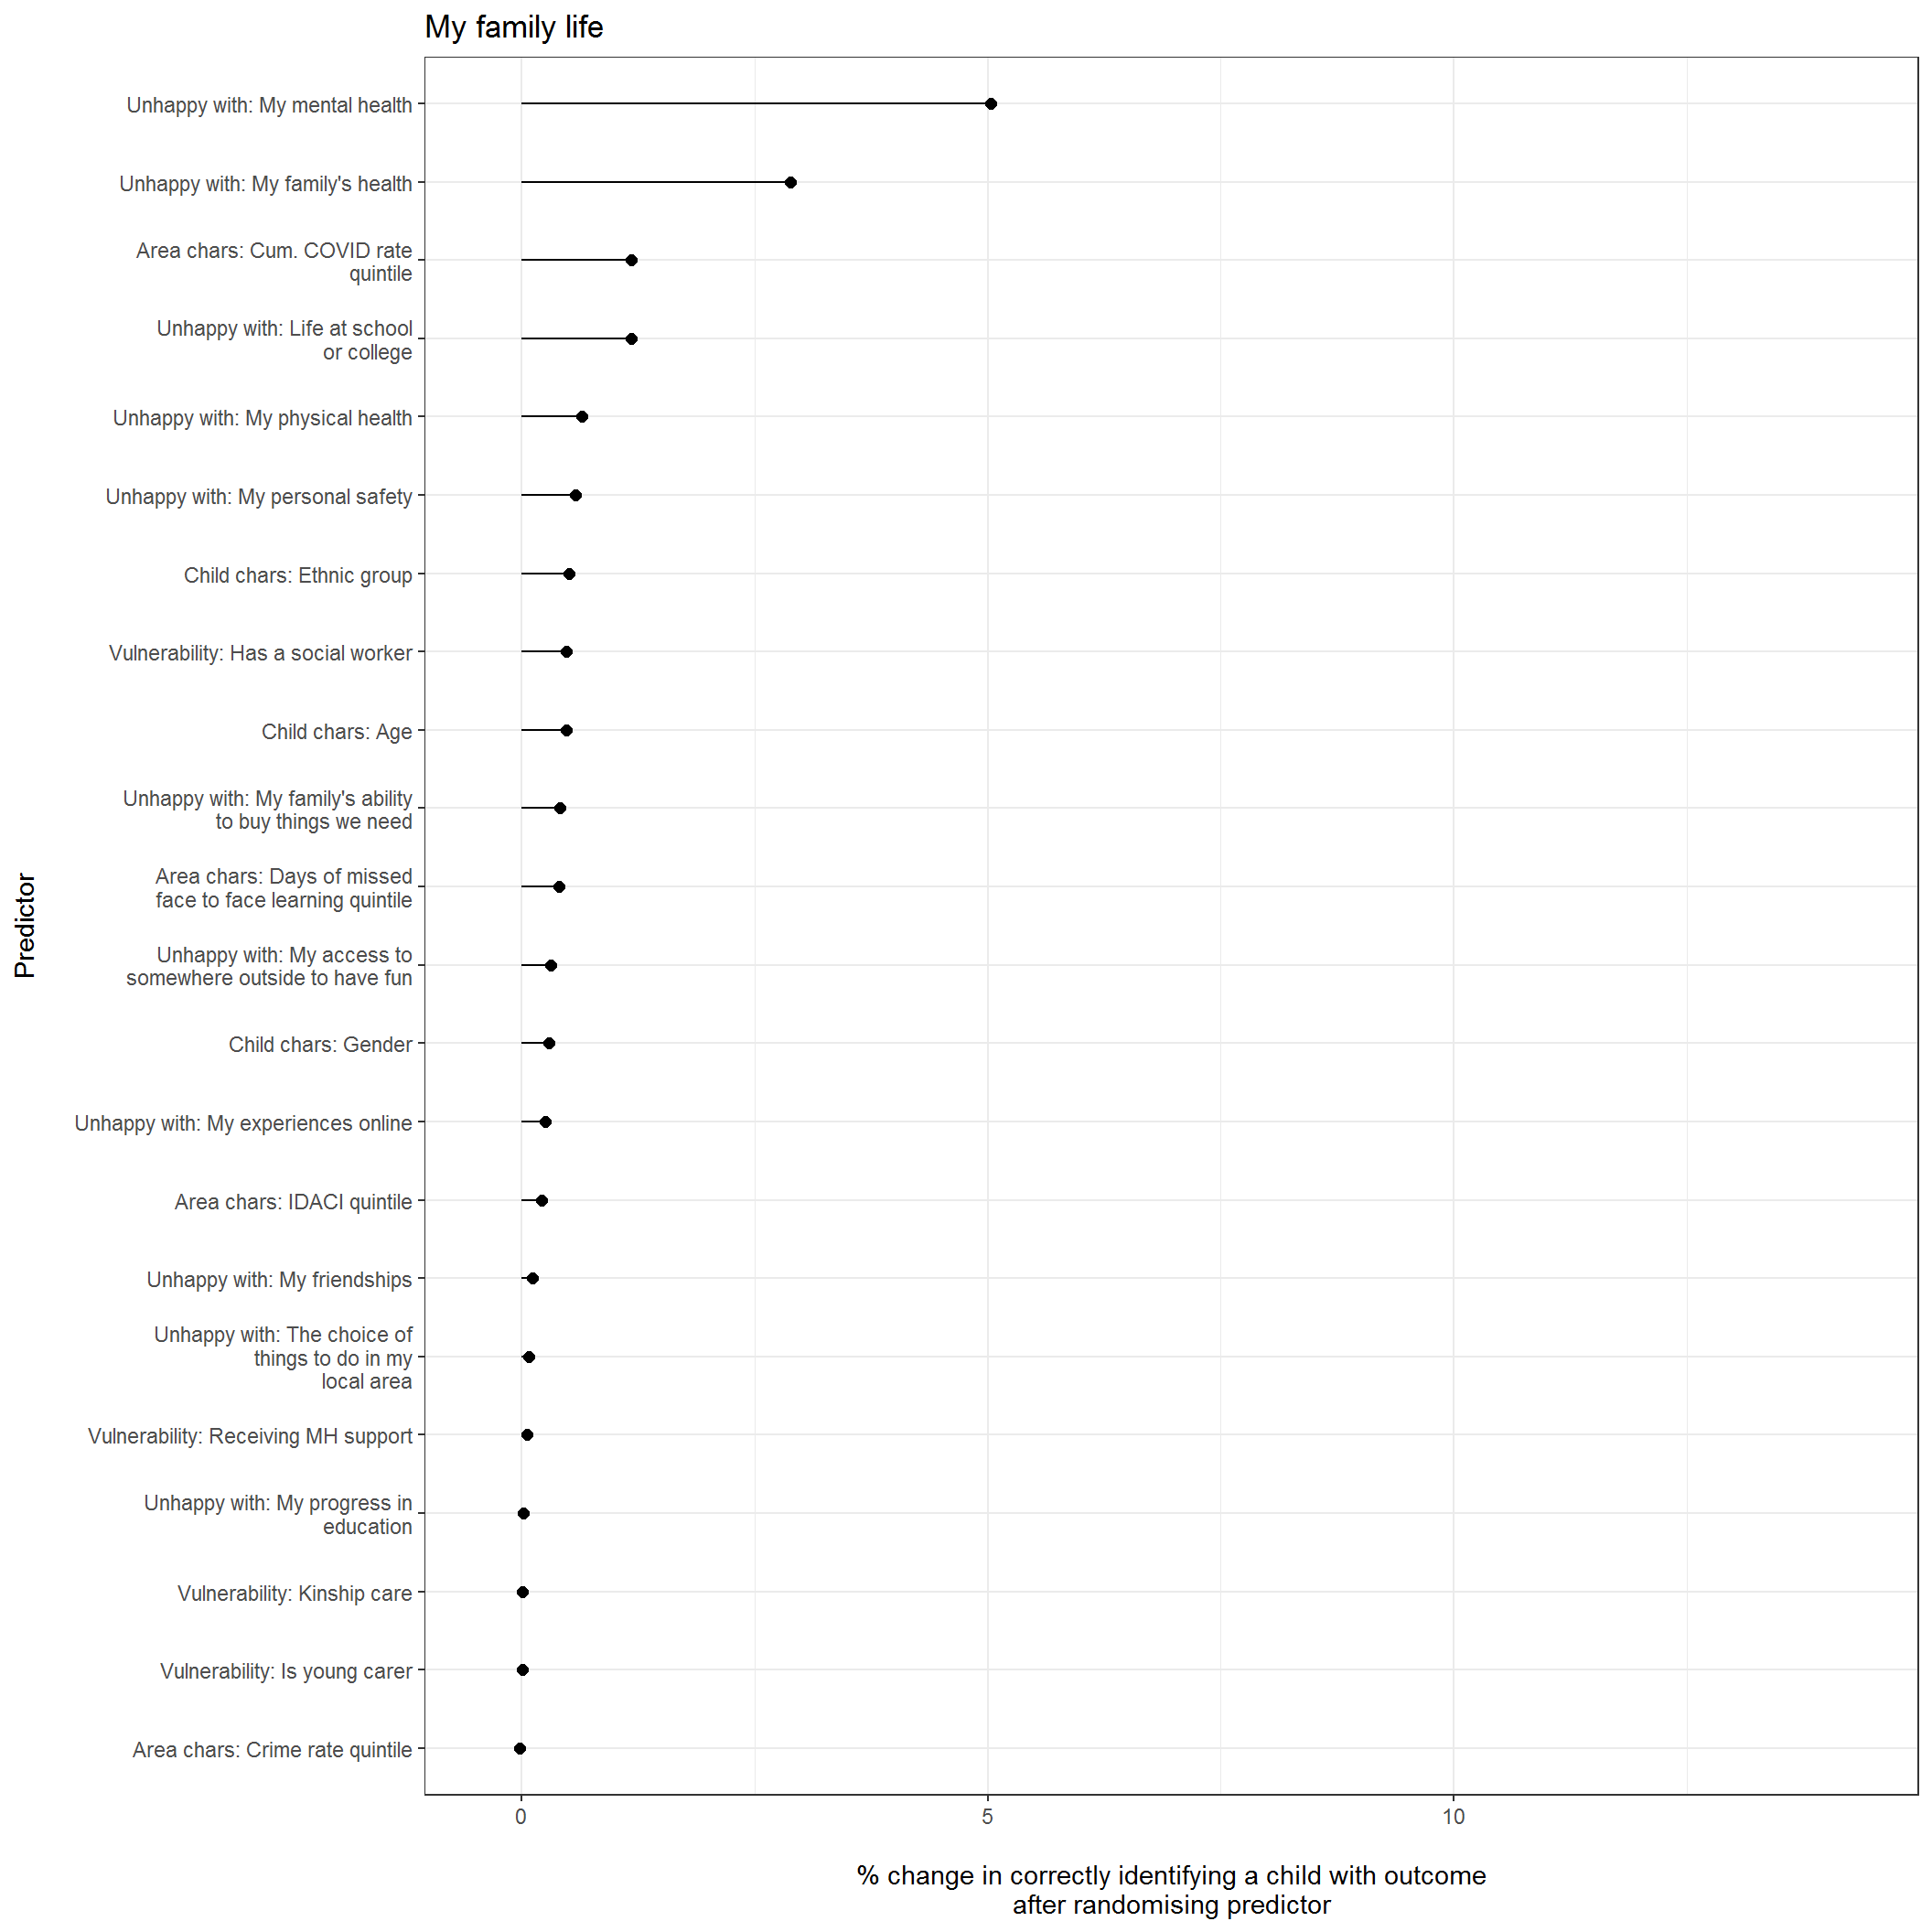 My family life
Unhappy with: My mental health
Unhappy with: My family's health
Area chars: Cum. COVID rate
quintile
Unhappy with: Life at school
or college
Unhappy with: My physical health
Unhappy with: My personal safety
Child chars: Ethnic group
Vulnerability: Has a social worker
Child chars: Age
Unhappy with: My family's ability
to buy things we need
Area chars: Days of missed
face to face learning quintile
Unhappy with: My access to
somewhere outside to have fun
Child chars: Gender
Unhappy with: My experiences online
Area chars: IDACI quintile
Unhappy with: My friendships
Unhappy with: The choice of
things to do in my
local area
Vulnerability: Receiving MH support
Unhappy with: My progress in
education
Vulnerability: Kinship care
Vulnerability: Is young carer
Area chars: Crime rate quintile
Predictor
0 5 10
% change in correctly identifying a child with outcome
after randomising predictor